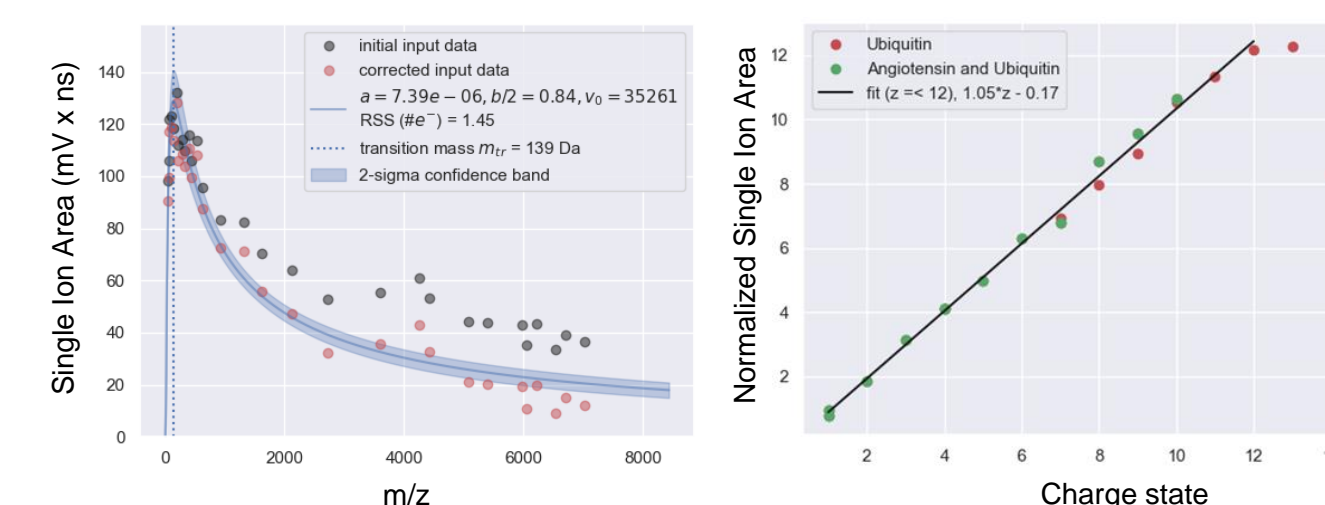 Single Ion Area (mV x ns)
140
120
100
80
60
40
20
0
initial input data
corrected input data
a = 7.39e − 06, b/2 = 0.84, v₀ = 35261
RSS (#e⁻) = 1.45
transition mass mₜᵣ = 139 Da
2-sigma confidence band
0 2000 4000 6000 8000
m/z
Normalized Single Ion Area
12
10
8
6
4
2
Ubiquitin
Angiotensin and Ubiquitin
fit (z =< 12), 1.05*z - 0.17
2 4 6 8 10 12
Charge state